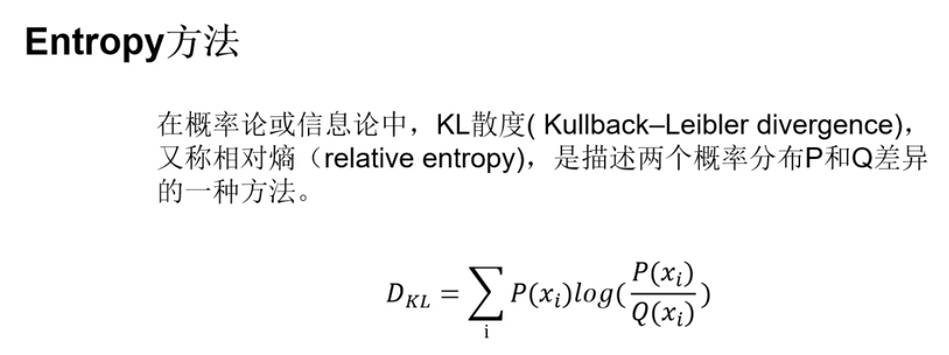 Entropy方法
在概率论或信息论中，KL散度( Kullback–Leibler divergence)，
又称相对熵（relative entropy)，是描述两个概率分布P和Q差异
的一种方法。
D_{KL} = \sum_{i} P(x_i) log(\frac{P(x_i)}{Q(x_i)})